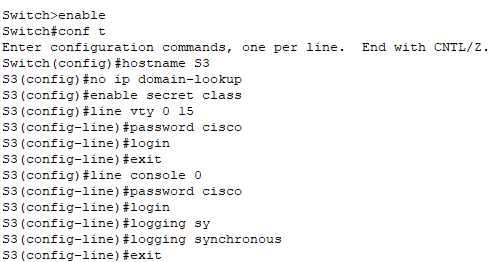 Switch>enable
Switch#conf t
Enter configuration commands, one per line.  End with CNTL/Z.
Switch(config)#hostname S3
S3(config)#no ip domain-lookup
S3(config)#enable secret class
S3(config)#line vty 0 15
S3(config-line)#password cisco
S3(config-line)#login
S3(config-line)#exit
S3(config)#line console 0
S3(config-line)#password cisco
S3(config-line)#login
S3(config-line)#logging sy
S3(config-line)#logging synchronous
S3(config-line)#exit